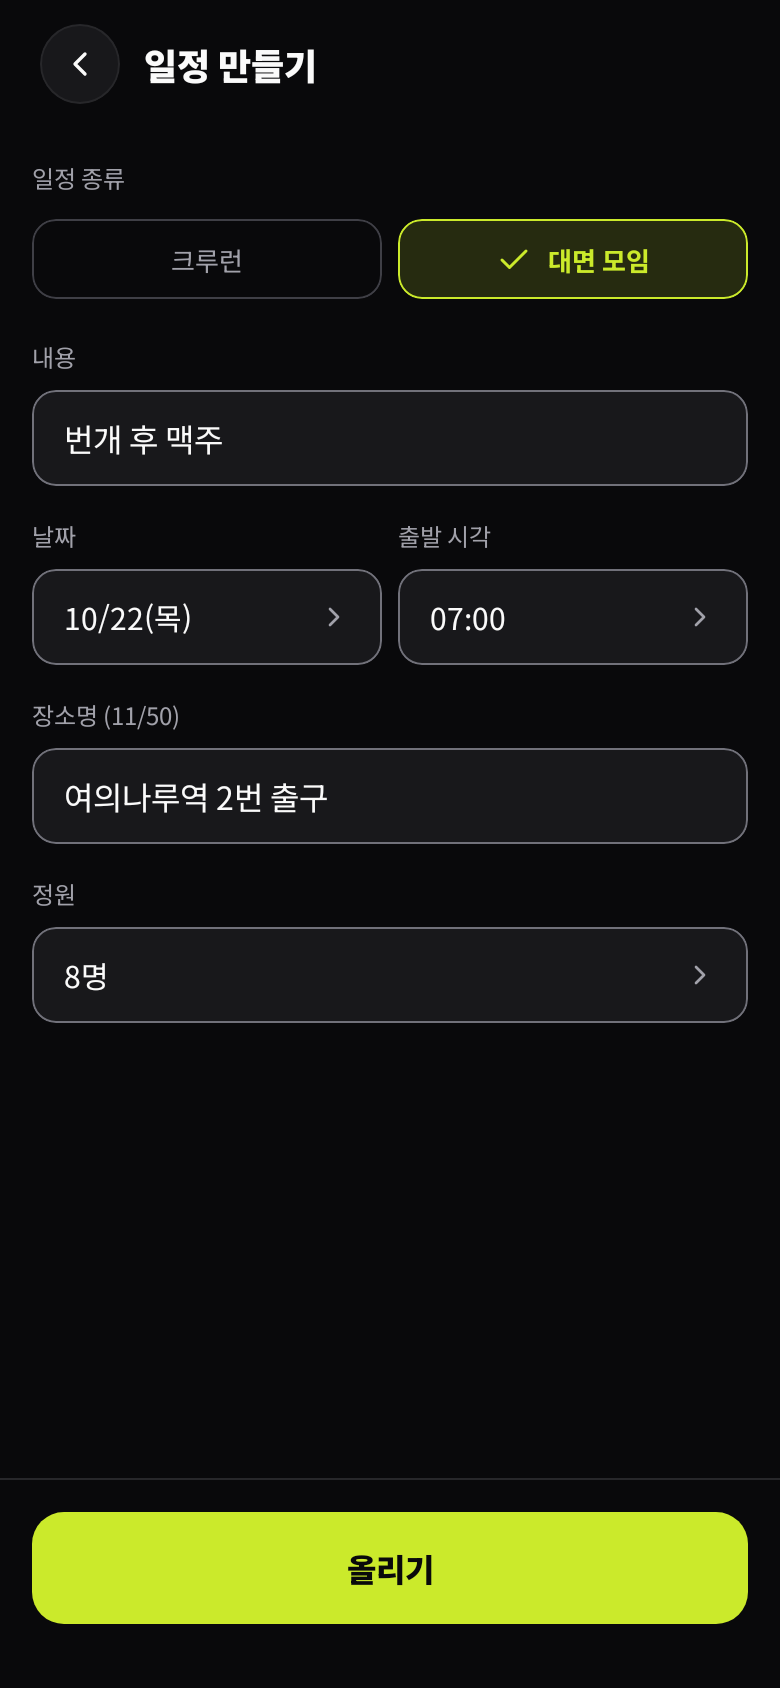 일정 만들기
일정 종류
크루런
대면 모임
내용
번개 후 맥주
날짜
출발 시각
10/22(목)
07:00
장소명 (11/50)
여의나루역 2번 출구
정원
8명
올리기